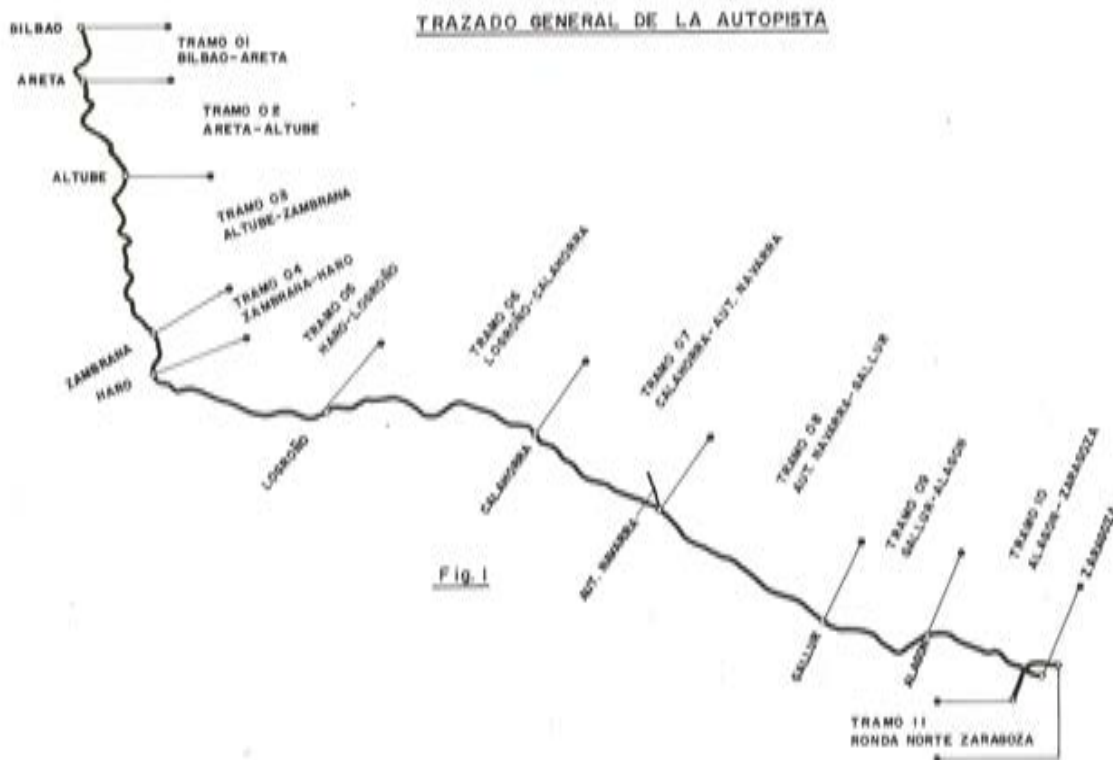 TRAZADO GENERAL DE LA AUTOPISTA
BILBAO
TRAMO 01
BILBAO-ARETA
ARETA
TRAMO 02
ARETA-ALTUBE
ALTUBE
TRAMO 03
ALTUBE-ZAMBRANA
TRAMO 04
ZAMBRANA-HARO
ZAMBRANA
HARO
TRAMO 05
HARO-LOGROÑO
LOGROÑO
TRAMO 06
LOGROÑO-CALAHORRA
CALAHORRA
TRAMO 07
CALAHORRA-AUT. NAVARRA
AUT. NAVARRA
TRAMO 08
AUT. NAVARRA-GALLUR
GALLUR
TRAMO 09
GALLUR-ALAGON
ALAGON
TRAMO 10
ALAGON-ZARAGOZA
ZARAGOZA
TRAMO 11
RONDA NORTE ZARAGOZA
Fig. 1